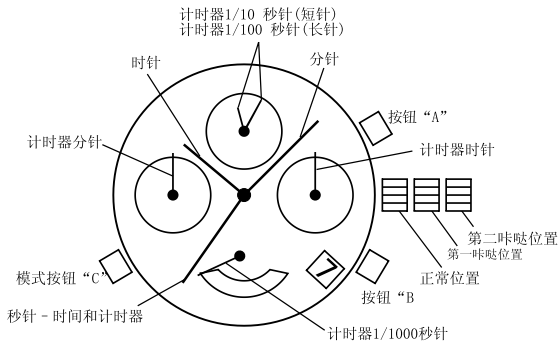 计时器1/10 秒针(短针)
计时器1/100 秒针(长针)
时针
分针
按钮“A”
计时器分针
计时器时针
第二咔哒位置
第一咔哒位置
正常位置
模式按钮“C”
7
按钮“B
秒针－时间和计时器
计时器1/1000秒针